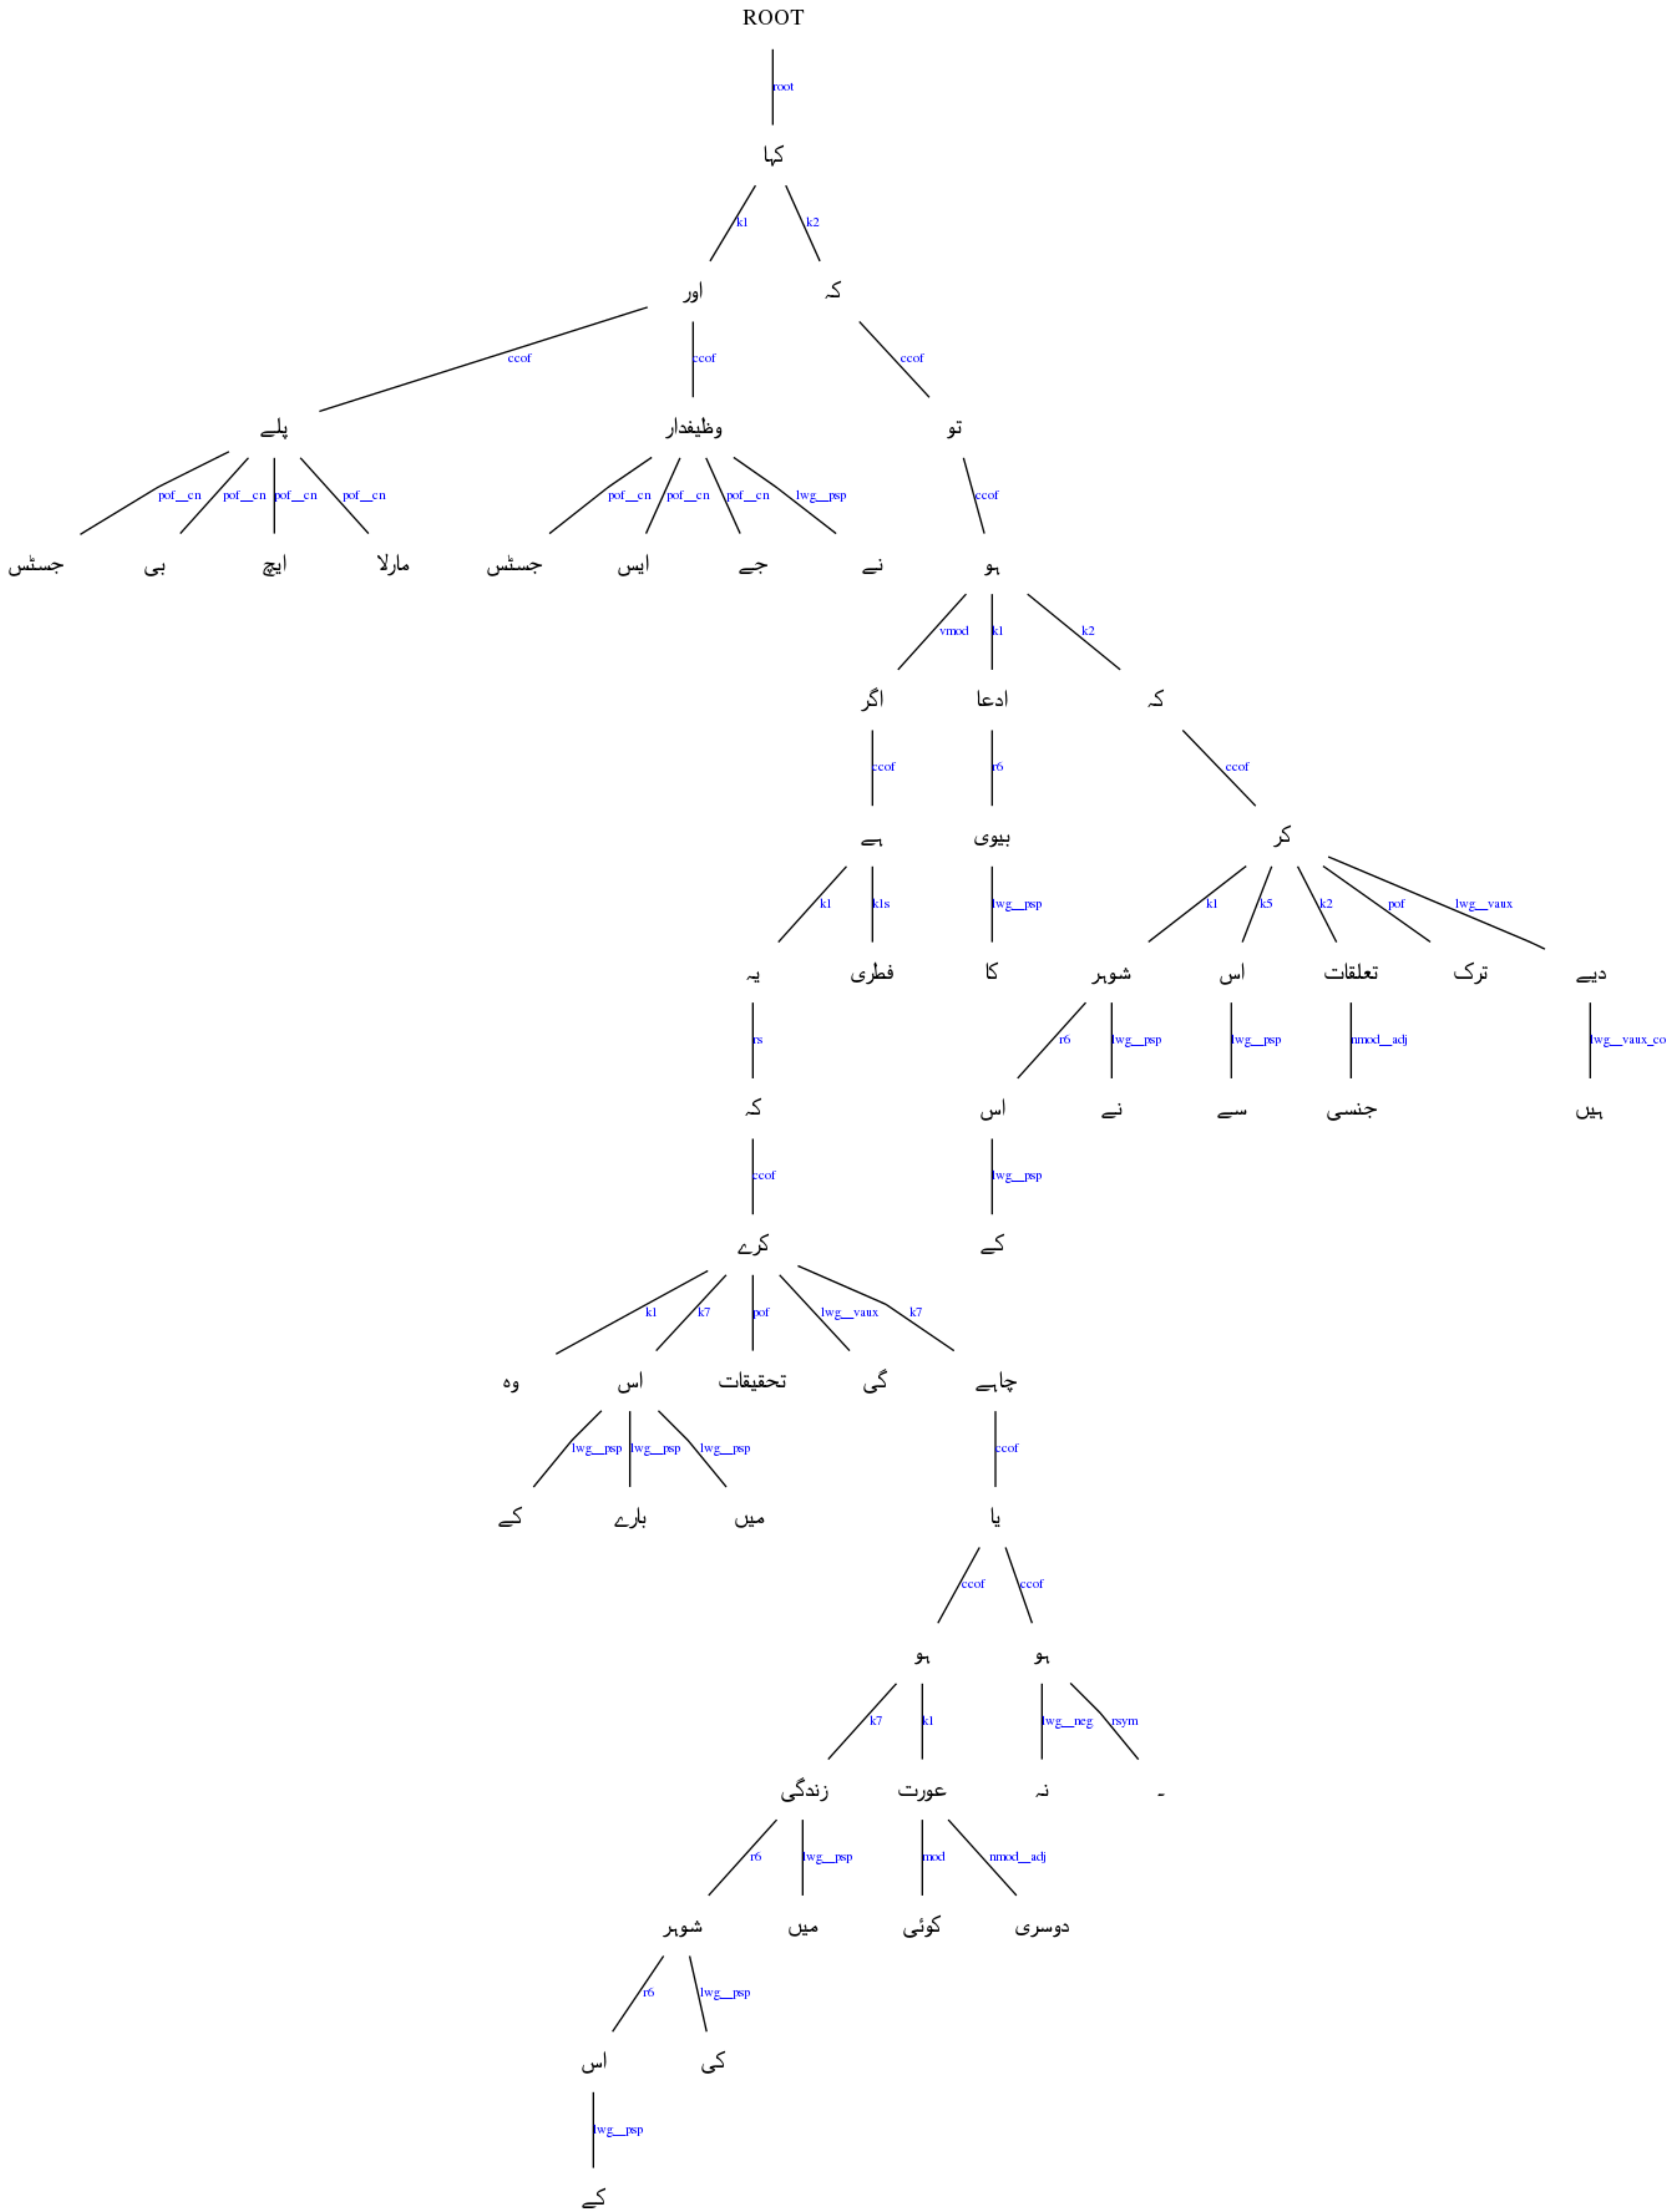 ROOT
root
کہا
k1 k2
اور کہ
ccof ccof ccof
پلے وظیفدار تو
pof__cn pof__cn pof__cn pof__cn pof__cn pof__cn pof__cn lwg__psp ccof
جسٹس بی ایچ مارلا جسٹس ایس جے نے ہو
vmod k1 k2
اگر ادعا کہ
ccof r6 ccof
ہے بیوی کر
k1 k1s lwg__psp k1 k5 k2 pof lwg__vaux
یہ فطری کا شوہر اس تعلقات ترک دیے
rs r6 lwg__psp lwg__psp nmod__adj lwg__vaux_co
کہ اس نے سے جنسی ہیں
ccof lwg__psp
کرے کے
k1 k7 pof lwg__vaux k7
وہ اس تحقیقات گی چاہے
lwg__psp lwg__psp lwg__psp ccof
کے بارے میں یا
ccof ccof
ہو ہو
k7 k1 lwg__neg rsym
زندگی عورت نہ ۔
r6 lwg__psp mod nmod__adj
شوہر میں کوئی دوسری
r6 lwg__psp
اس کی
lwg__psp
کے